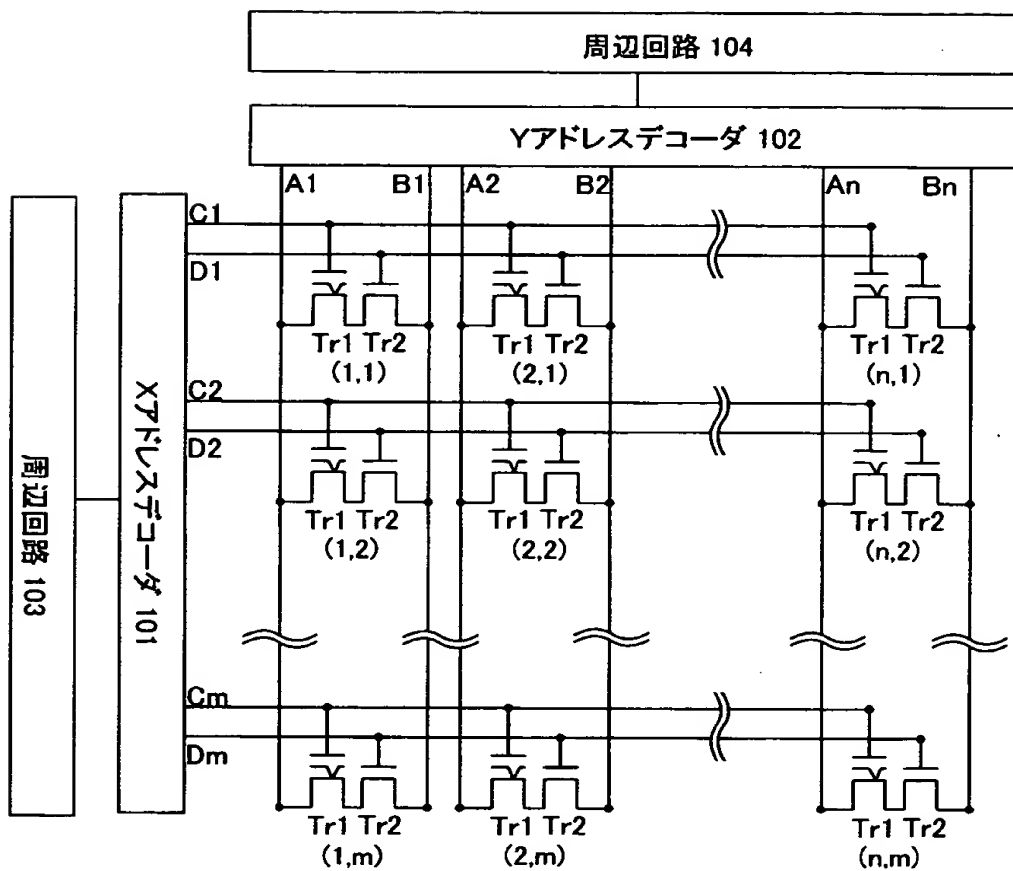 周辺回路 104
Yアドレスデコーダ 102
A1 B1 A2 B2 An Bn
C1
D1
Tr1 Tr2 Tr1 Tr2 Tr1 Tr2
(1,1) (2,1) (n,1)
C2
D2
Tr1 Tr2 Tr1 Tr2 Tr1 Tr2
(1,2) (2,2) (n,2)
周辺回路 103
Xアドレスデコーダ 101
Cm
Dm
Tr1 Tr2 Tr1 Tr2 Tr1 Tr2
(1,m) (2,m) (n,m)